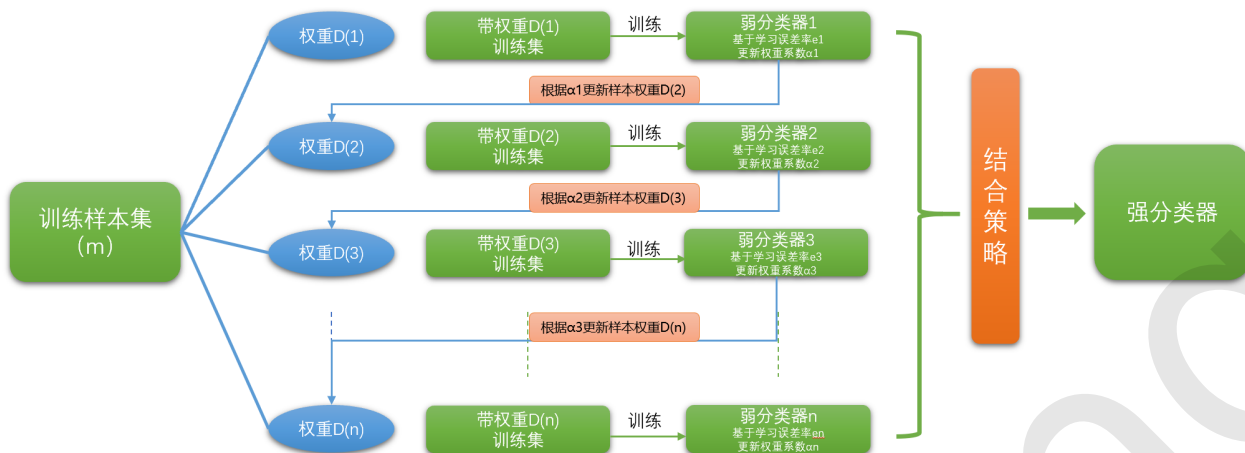 权重D(1)
带权重D(1)
训练集
训练
弱分类器1
基于学习误差率e1
更新权重系数α1
根据α1更新样本权重D(2)
权重D(2)
带权重D(2)
训练集
训练
弱分类器2
基于学习误差率e2
更新权重系数α2
根据α2更新样本权重D(3)
训练样本集
(m)
权重D(3)
带权重D(3)
训练集
训练
弱分类器3
基于学习误差率e3
更新权重系数α3
根据α3更新样本权重D(n)
权重D(n)
带权重D(n)
训练集
训练
弱分类器n
基于学习误差率en
更新权重系数αn
结
合
策
略
强分类器